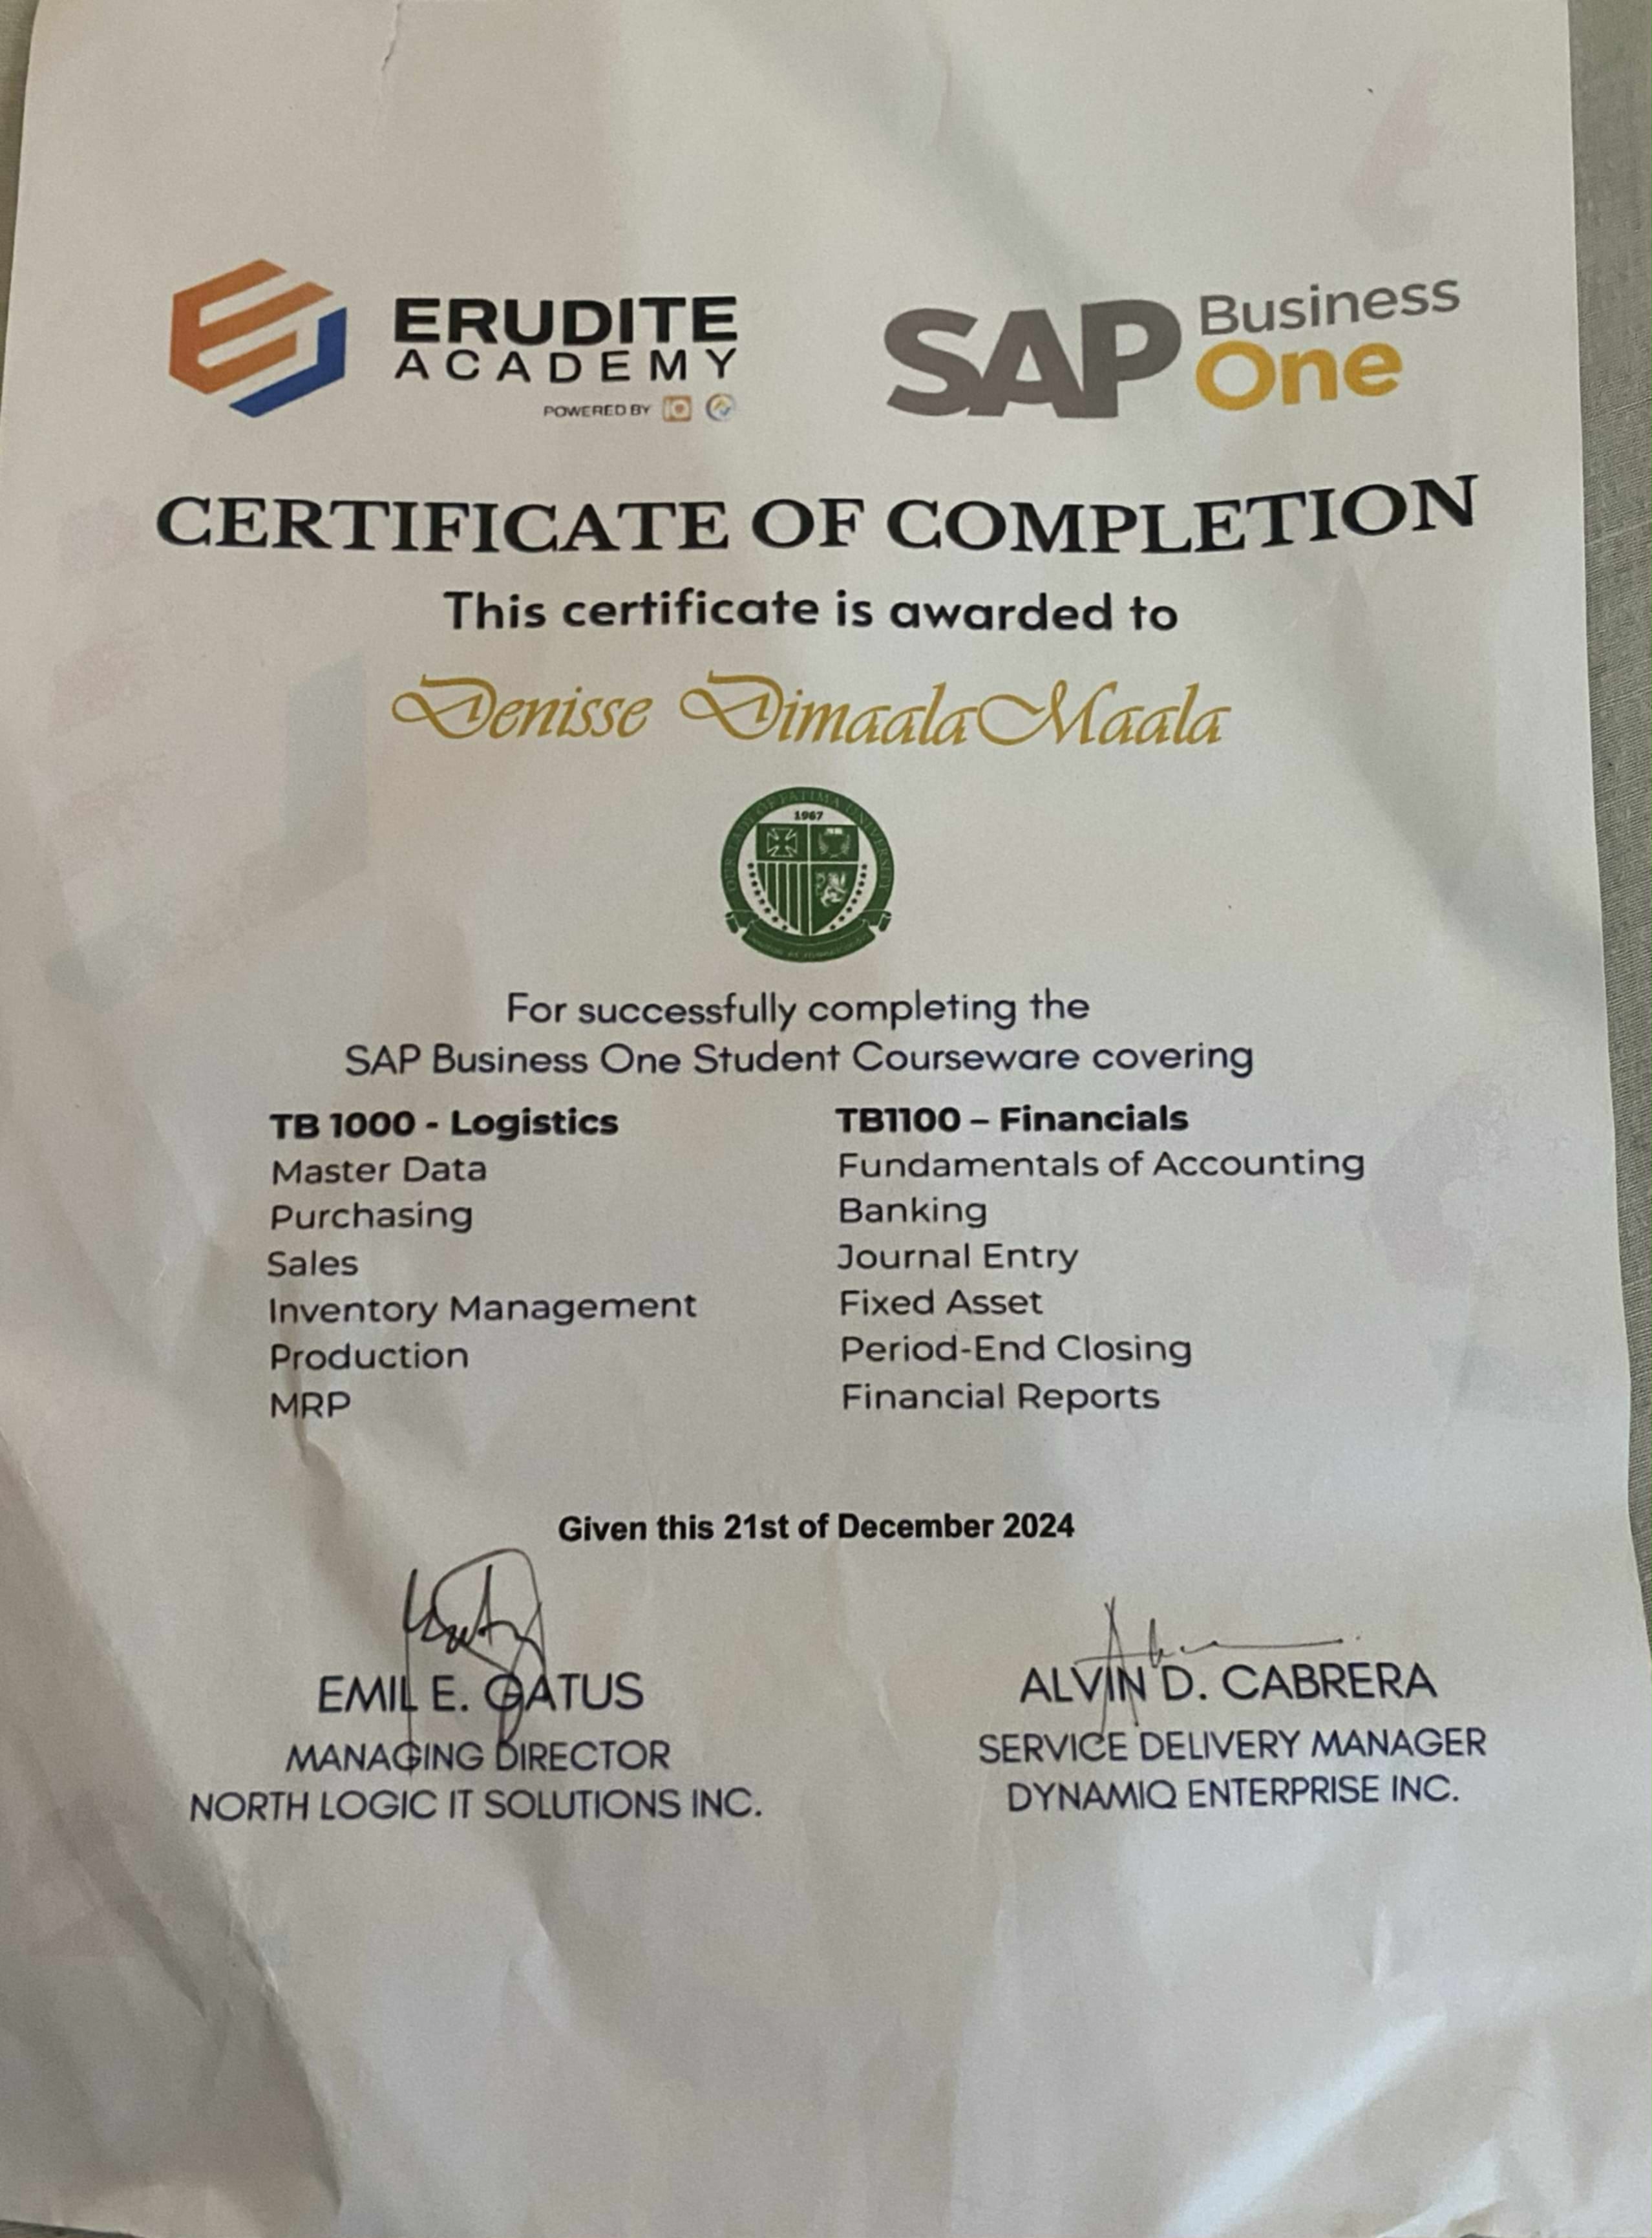 ERUDITE
ACADEMY
POWERED BY
SAP Business One
CERTIFICATE OF COMPLETION
This certificate is awarded to
Denisse Dimaala Maala
OUR LADY OF FATIMA UNIVERSITY
1967
For successfully completing the
SAP Business One Student Courseware covering
TB 1000 - Logistics
Master Data
Purchasing
Sales
Inventory Management
Production
MRP
TB1100 – Financials
Fundamentals of Accounting
Banking
Journal Entry
Fixed Asset
Period-End Closing
Financial Reports
Given this 21st of December 2024
EMIL E. GATUS
MANAGING DIRECTOR
NORTH LOGIC IT SOLUTIONS INC.
ALVIN D. CABRERA
SERVICE DELIVERY MANAGER
DYNAMIQ ENTERPRISE INC.